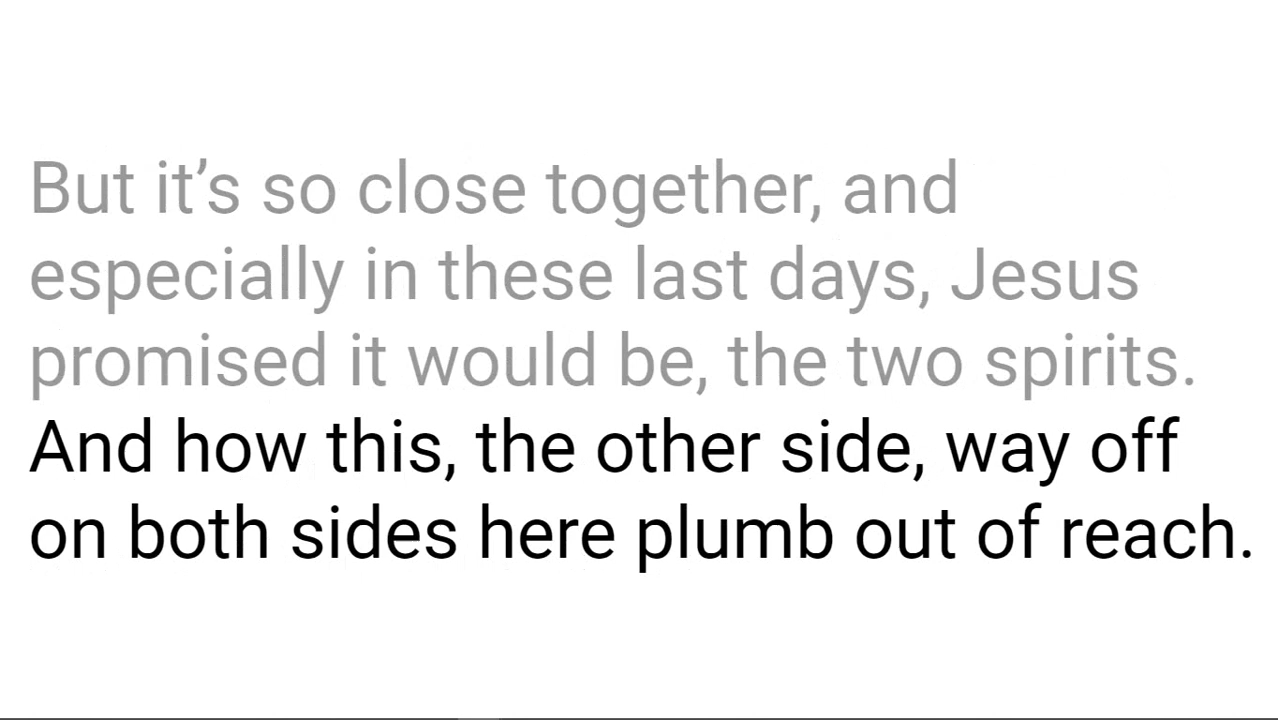 But it’s so close together, and
especially in these last days, Jesus
promised it would be, the two spirits.
And how this, the other side, way off
on both sides here plumb out of reach.